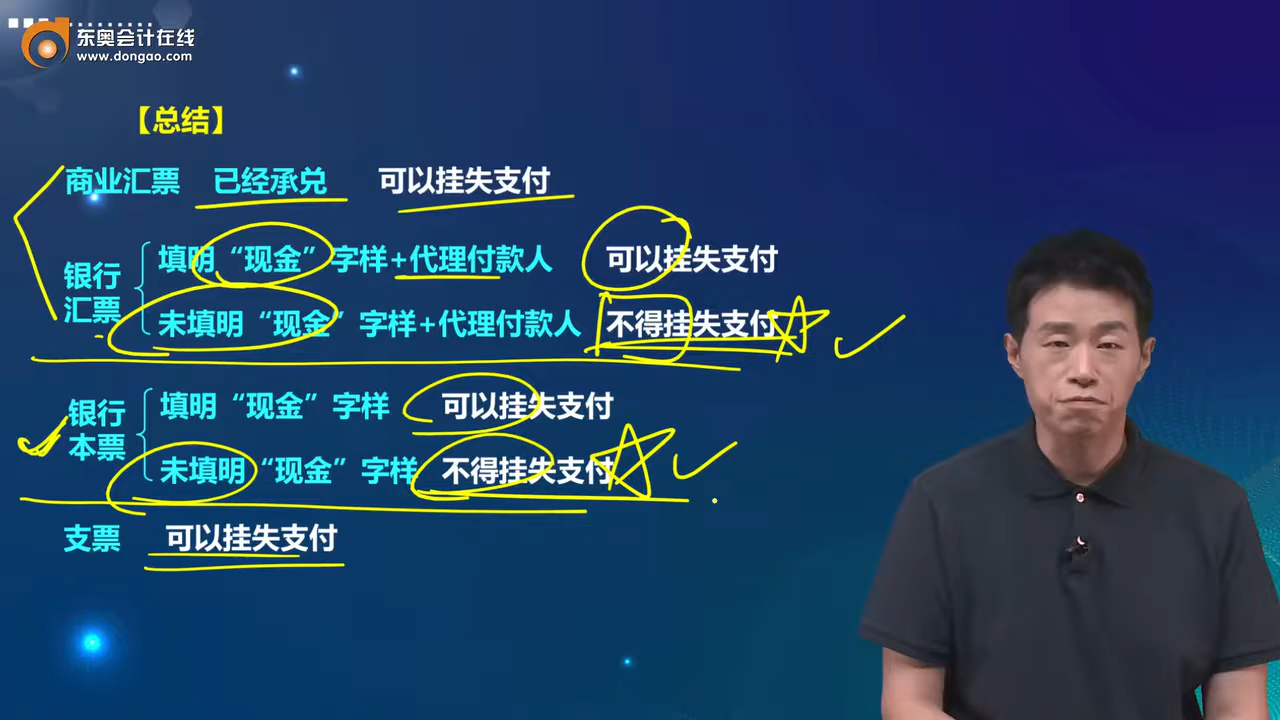 东奥会计在线
www.dongao.com
【总结】
商业汇票 已经承兑 可以挂失支付
银行汇票
填明“现金”字样+代理付款人 可以挂失支付
未填明“现金”字样+代理付款人 不得挂失支付
银行本票
填明“现金”字样 可以挂失支付
未填明“现金”字样 不得挂失支付
支票 可以挂失支付